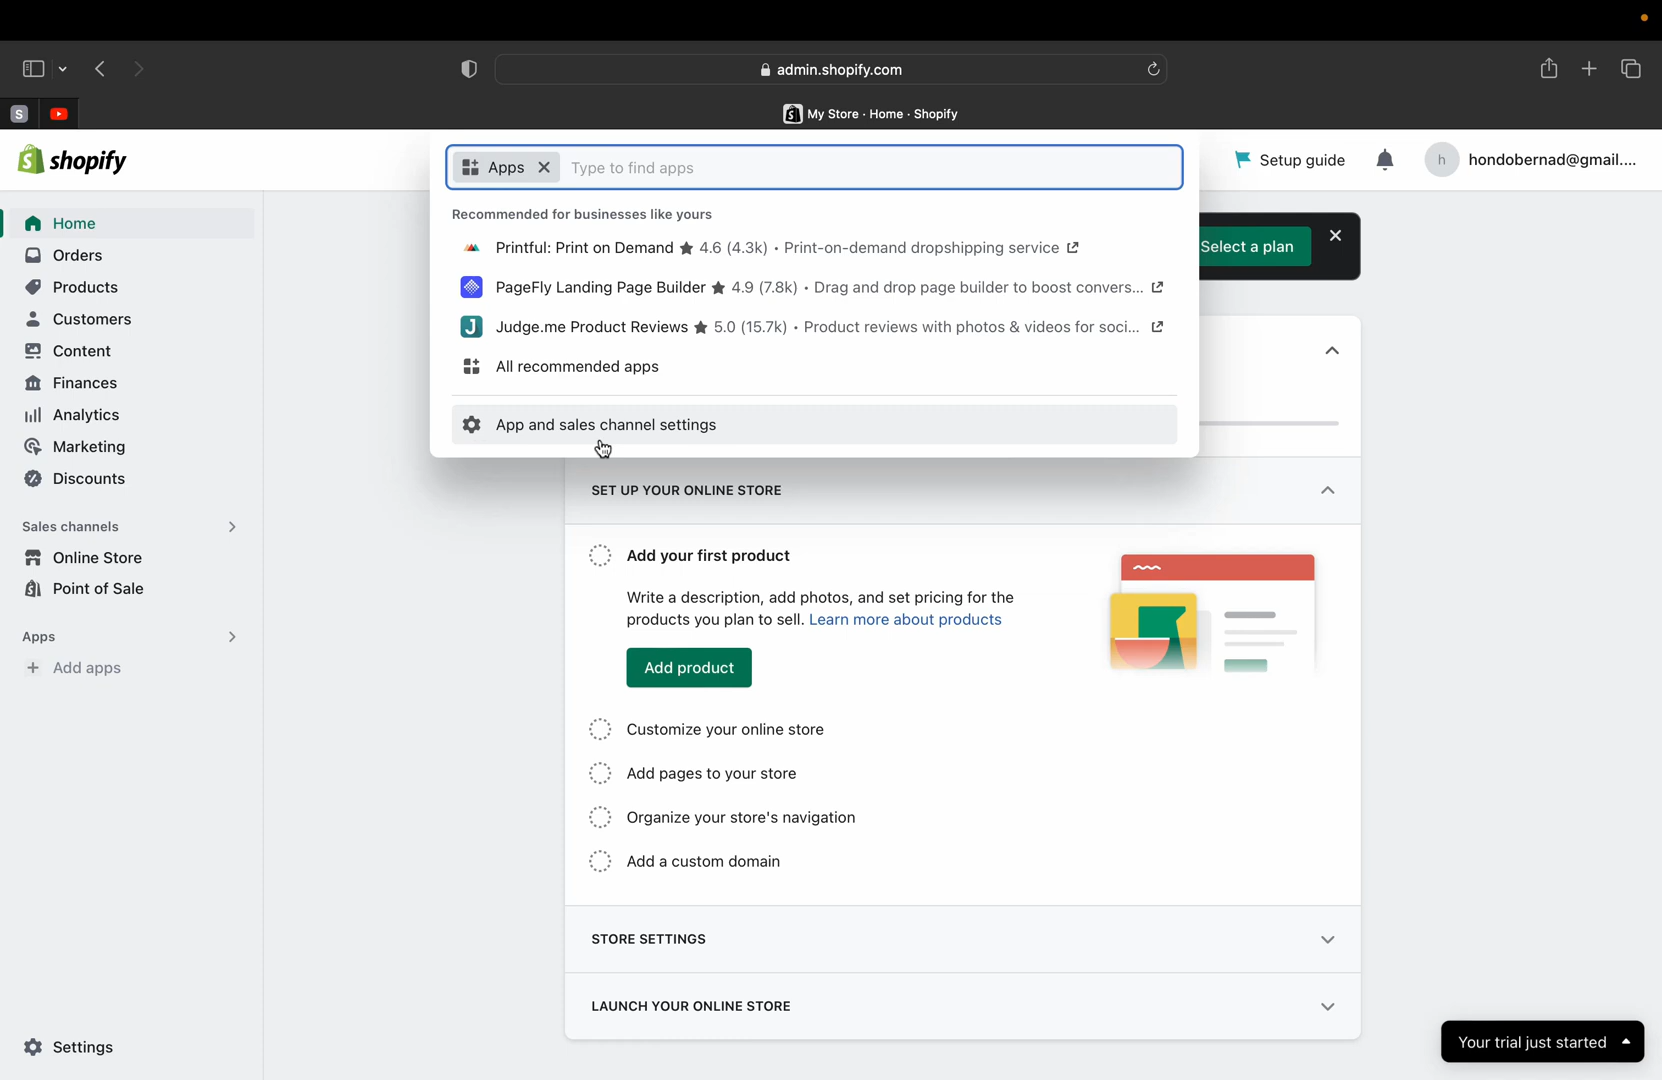 admin.shopify.com
S
My Store · Home · Shopify
shopify
Apps
Type to find apps
Setup guide
h
hondobernad@gmail....
Recommended for businesses like yours
Printful: Print on Demand ★ 4.6 (4.3k) • Print-on-demand dropshipping service
PageFly Landing Page Builder ★ 4.9 (7.8k) • Drag and drop page builder to boost convers...
J Judge.me Product Reviews ★ 5.0 (15.7k) • Product reviews with photos & videos for soci...
All recommended apps
App and sales channel settings
Select a plan
Home
Orders
Products
Customers
Content
Finances
Analytics
Marketing
Discounts
Sales channels
Online Store
Point of Sale
Apps
Add apps
Settings
SET UP YOUR ONLINE STORE
Add your first product
Write a description, add photos, and set pricing for the
products you plan to sell. Learn more about products
Add product
Customize your online store
Add pages to your store
Organize your store's navigation
Add a custom domain
STORE SETTINGS
LAUNCH YOUR ONLINE STORE
Your trial just started